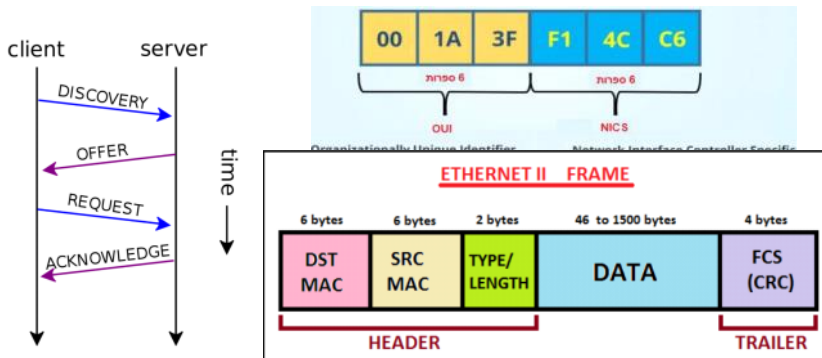 client server
DISCOVERY
OFFER
REQUEST
ACKNOWLEDGE
time
00 1A 3F F1 4C C6
6 ספרות 6 ספרות
OUI NICS
Organizationally Unique Identifier Network Interface Controller Specific
ETHERNET II FRAME
6 bytes 6 bytes 2 bytes 46 to 1500 bytes 4 bytes
DST MAC
SRC MAC
TYPE/
LENGTH
DATA
FCS
(CRC)
HEADER TRAILER